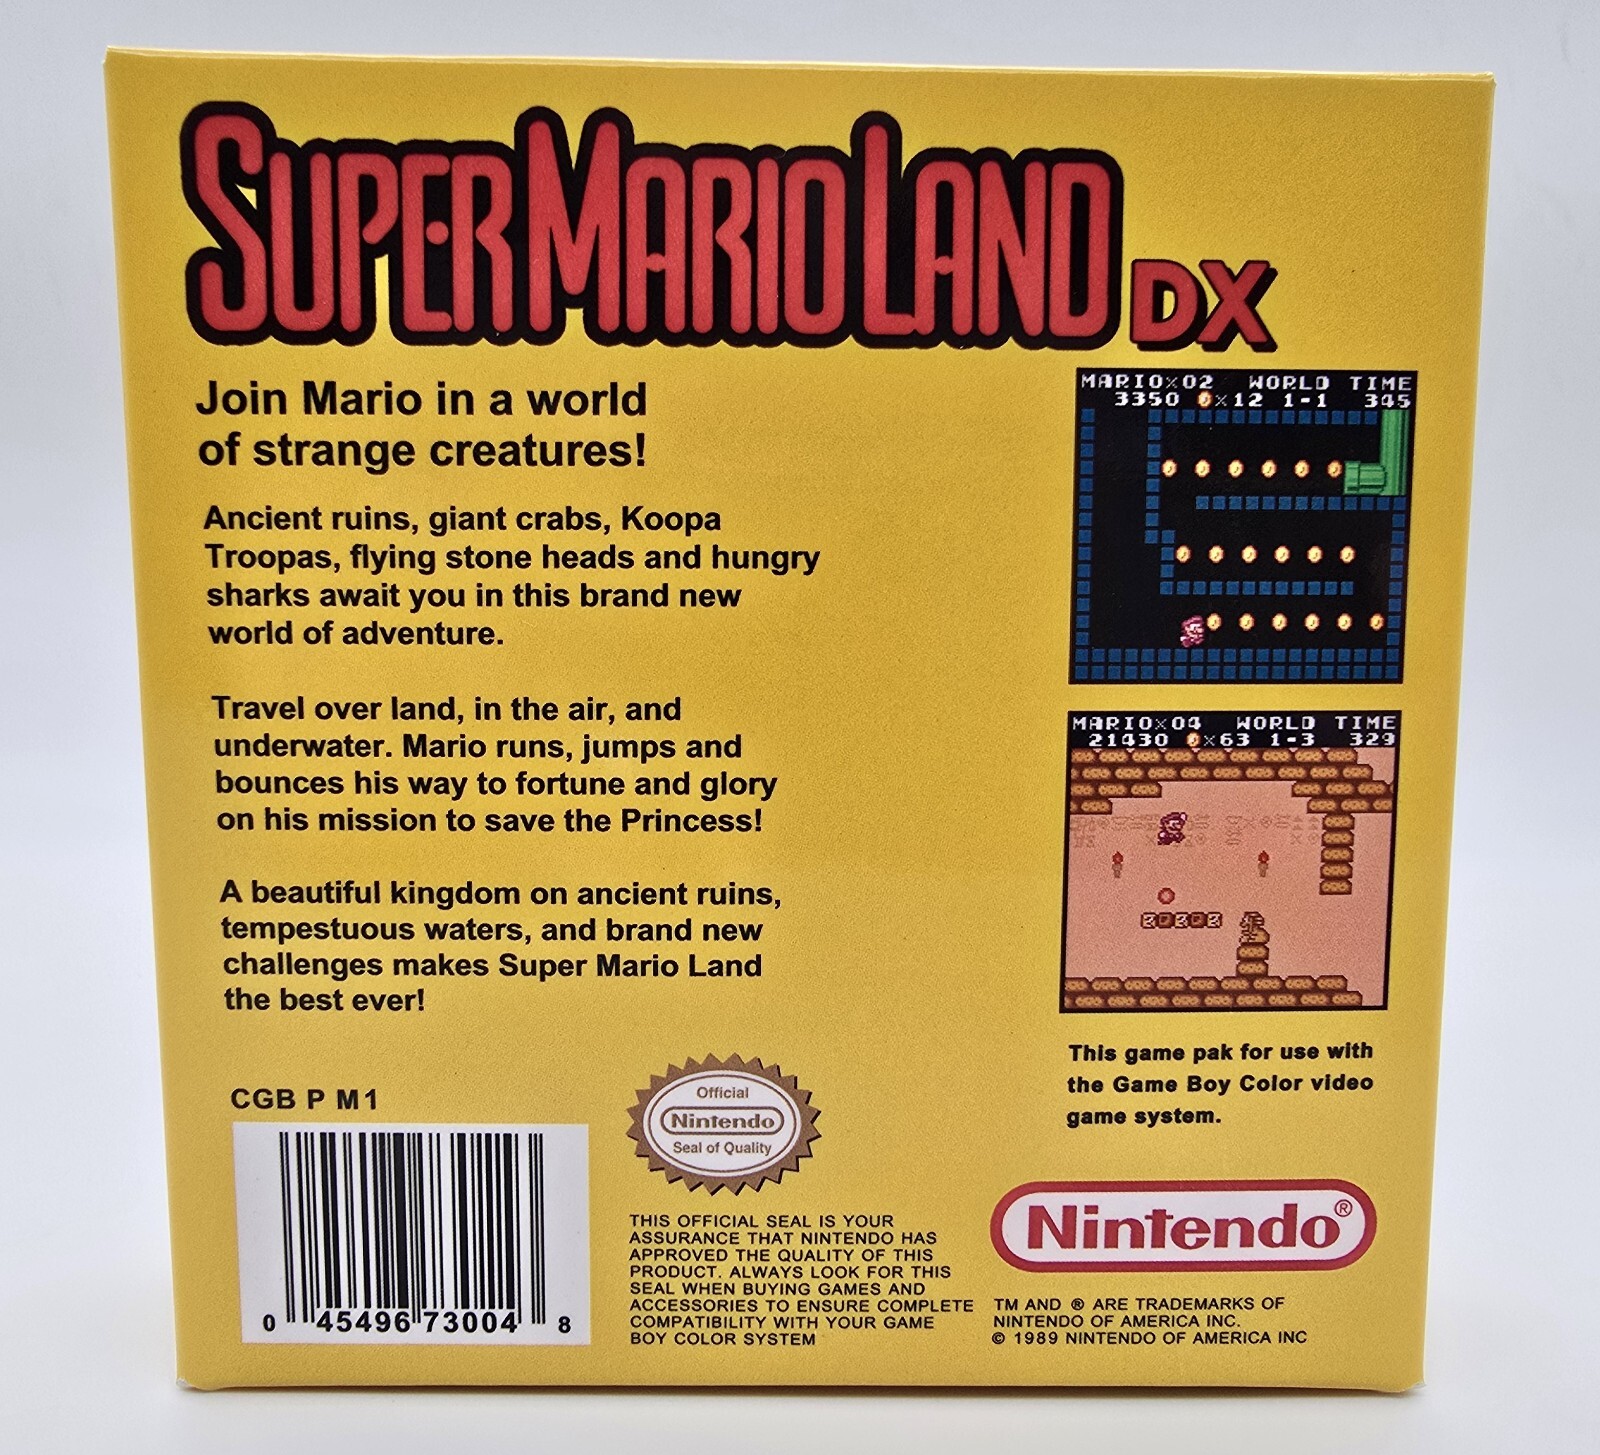 SUPER MARIO LAND DX
Join Mario in a world
of strange creatures!
Ancient ruins, giant crabs, Koopa
Troopas, flying stone heads and hungry
sharks await you in this brand new
world of adventure.
Travel over land, in the air, and
underwater. Mario runs, jumps and
bounces his way to fortune and glory
on his mission to save the Princess!
A beautiful kingdom on ancient ruins,
tempestuous waters, and brand new
challenges makes Super Mario Land
the best ever!
MARIO×02 WORLD TIME
3350 ×12 1-1 345
MARIO×04 WORLD TIME
21430 ×63 1-3 329
This game pak for use with
the Game Boy Color video
game system.
CGB P M1
0 45496 73004 8
Official
Nintendo
Seal of Quality
THIS OFFICIAL SEAL IS YOUR
ASSURANCE THAT NINTENDO HAS
APPROVED THE QUALITY OF THIS
PRODUCT. ALWAYS LOOK FOR THIS
SEAL WHEN BUYING GAMES AND
ACCESSORIES TO ENSURE COMPLETE
COMPATIBILITY WITH YOUR GAME
BOY COLOR SYSTEM
Nintendo®
TM AND ® ARE TRADEMARKS OF
NINTENDO OF AMERICA INC.
© 1989 NINTENDO OF AMERICA INC